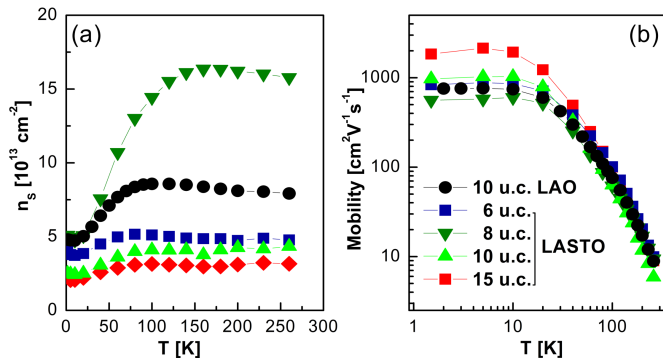 (a)
n_s [10^13 cm^-2]
20
15
10
5
0
0 50 100 150 200 250 300
T [K]
(b)
Mobility [cm^2V^-1s^-1]
1000
100
10
1 10 100
T [K]
10 u.c. LAO
6 u.c.
8 u.c.
10 u.c.
15 u.c.
LASTO